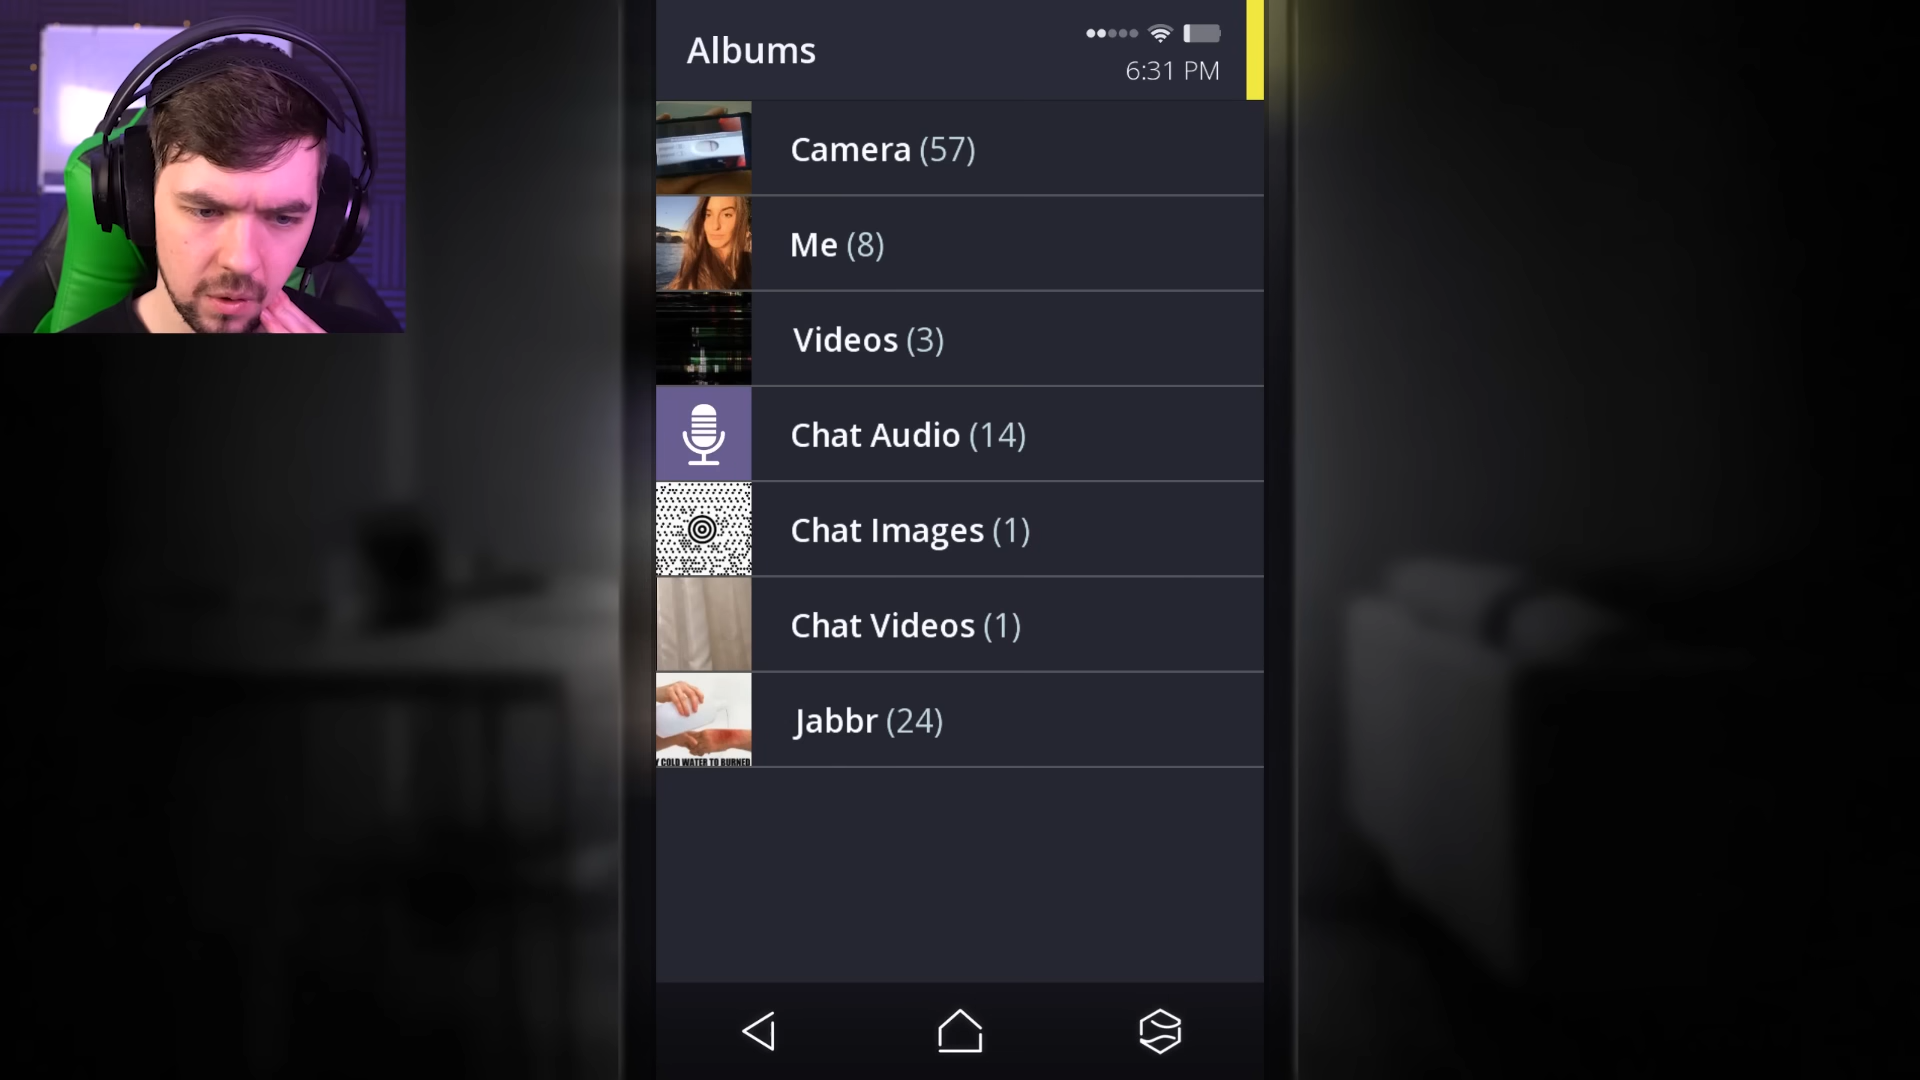 Albums
6:31 PM
Camera (57)
Me (8)
Videos (3)
Chat Audio (14)
Chat Images (1)
Chat Videos (1)
Jabbr (24)
COLD WATER TO BURNED